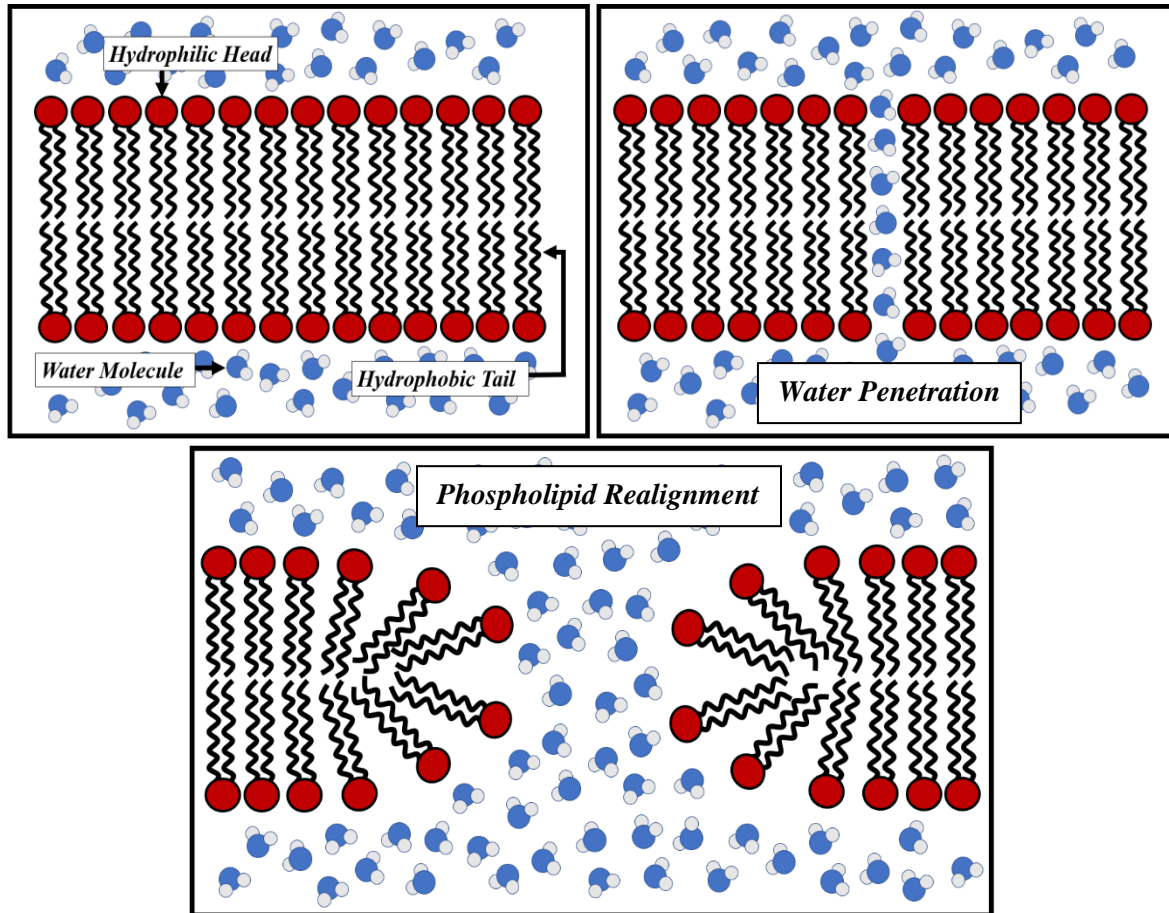 Hydrophilic Head
Water Molecule
Hydrophobic Tail
Water Penetration
Phospholipid Realignment